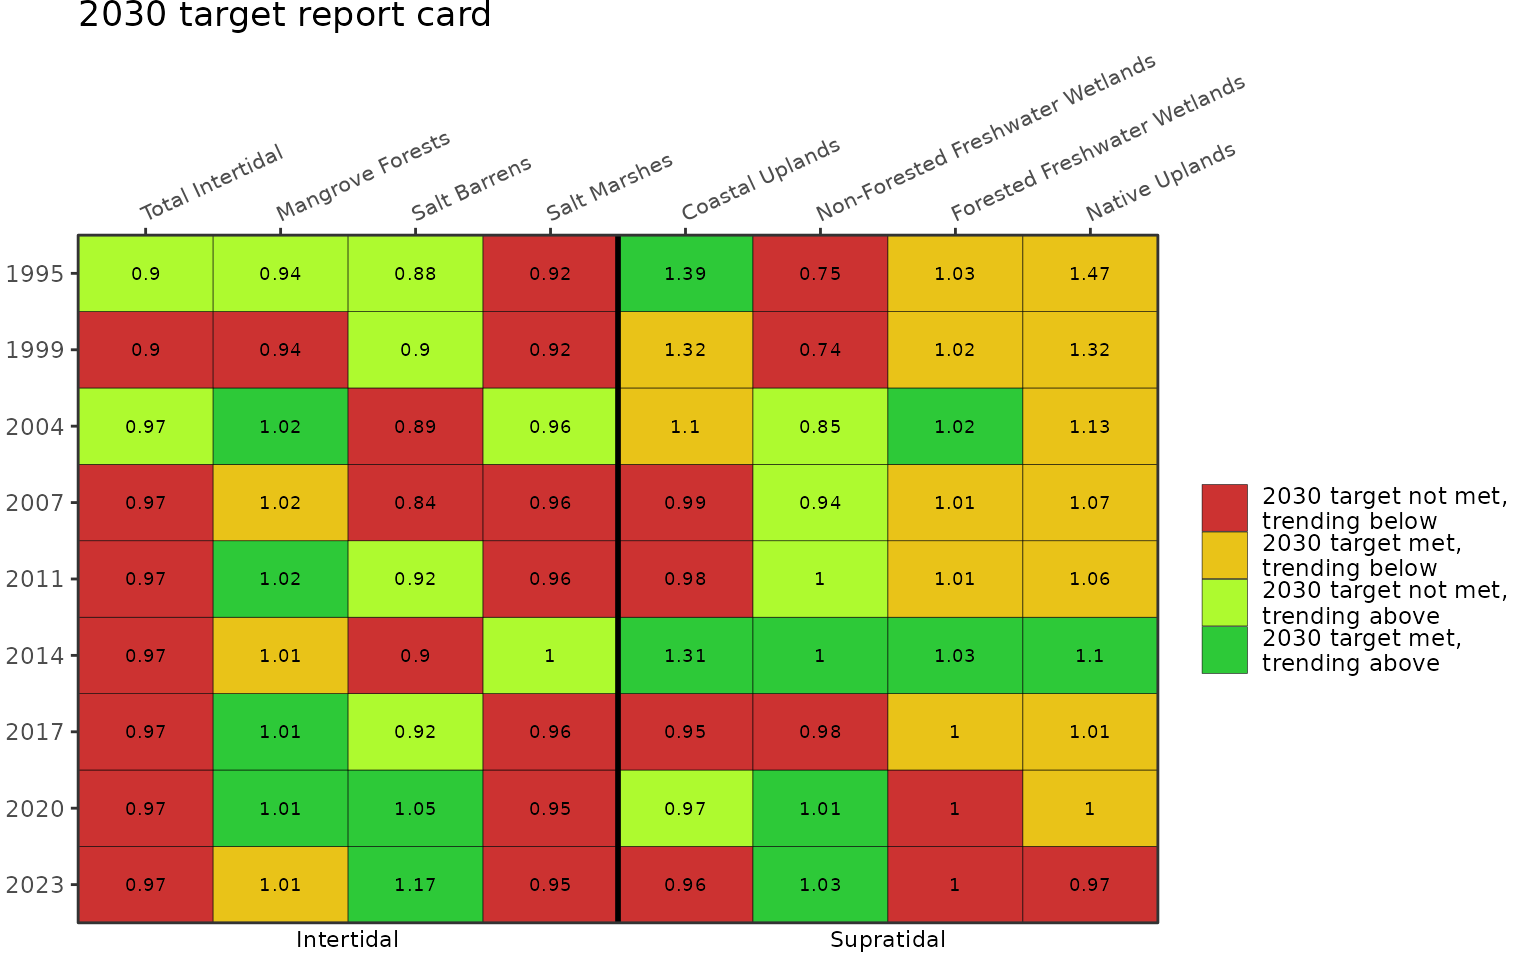 2030 target report card
Total Intertidal
Mangrove Forests
Salt Barrens
Salt Marshes
Coastal Uplands
Non-Forested Freshwater Wetlands
Forested Freshwater Wetlands
Native Uplands
1995 0.9 0.94 0.88 0.92 1.39 0.75 1.03 1.47
1999 0.9 0.94 0.9 0.92 1.32 0.74 1.02 1.32
2004 0.97 1.02 0.89 0.96 1.1 0.85 1.02 1.13
2007 0.97 1.02 0.84 0.96 0.99 0.94 1.01 1.07
2011 0.97 1.02 0.92 0.96 0.98 1 1.01 1.06
2014 0.97 1.01 0.9 1 1.31 1 1.03 1.1
2017 0.97 1.01 0.92 0.96 0.95 0.98 1 1.01
2020 0.97 1.01 1.05 0.95 0.97 1.01 1 1
2023 0.97 1.01 1.17 0.95 0.96 1.03 1 0.97
Intertidal Supratidal
2030 target not met,
trending below
2030 target met,
trending below
2030 target not met,
trending above
2030 target met,
trending above